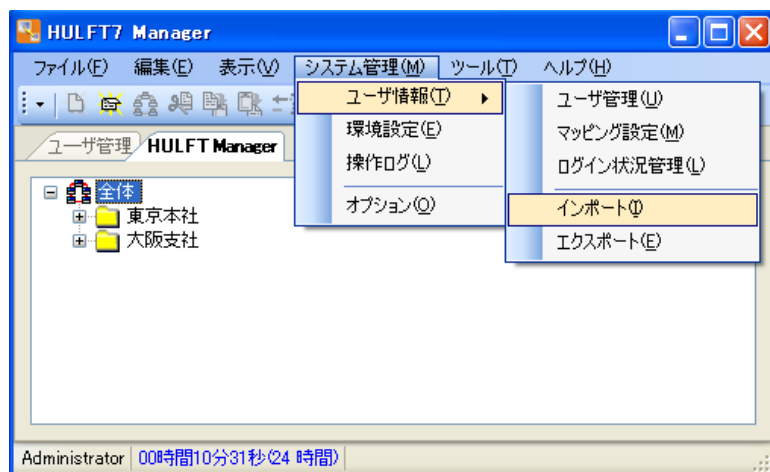 HULFT7 Manager
ファイル(F) 編集(E) 表示(V) システム管理(M) ツール(T) ヘルプ(H)
ユーザ情報(T)
環境設定(E)
操作ログ(L)
オプション(O)
ユーザ管理(U)
マッピング設定(M)
ログイン状況管理(L)
インポート(I)
エクスポート(E)
ユーザ管理 HULFT Manager
全体
東京本社
大阪支社
Administrator 00時間10分31秒(24 時間)